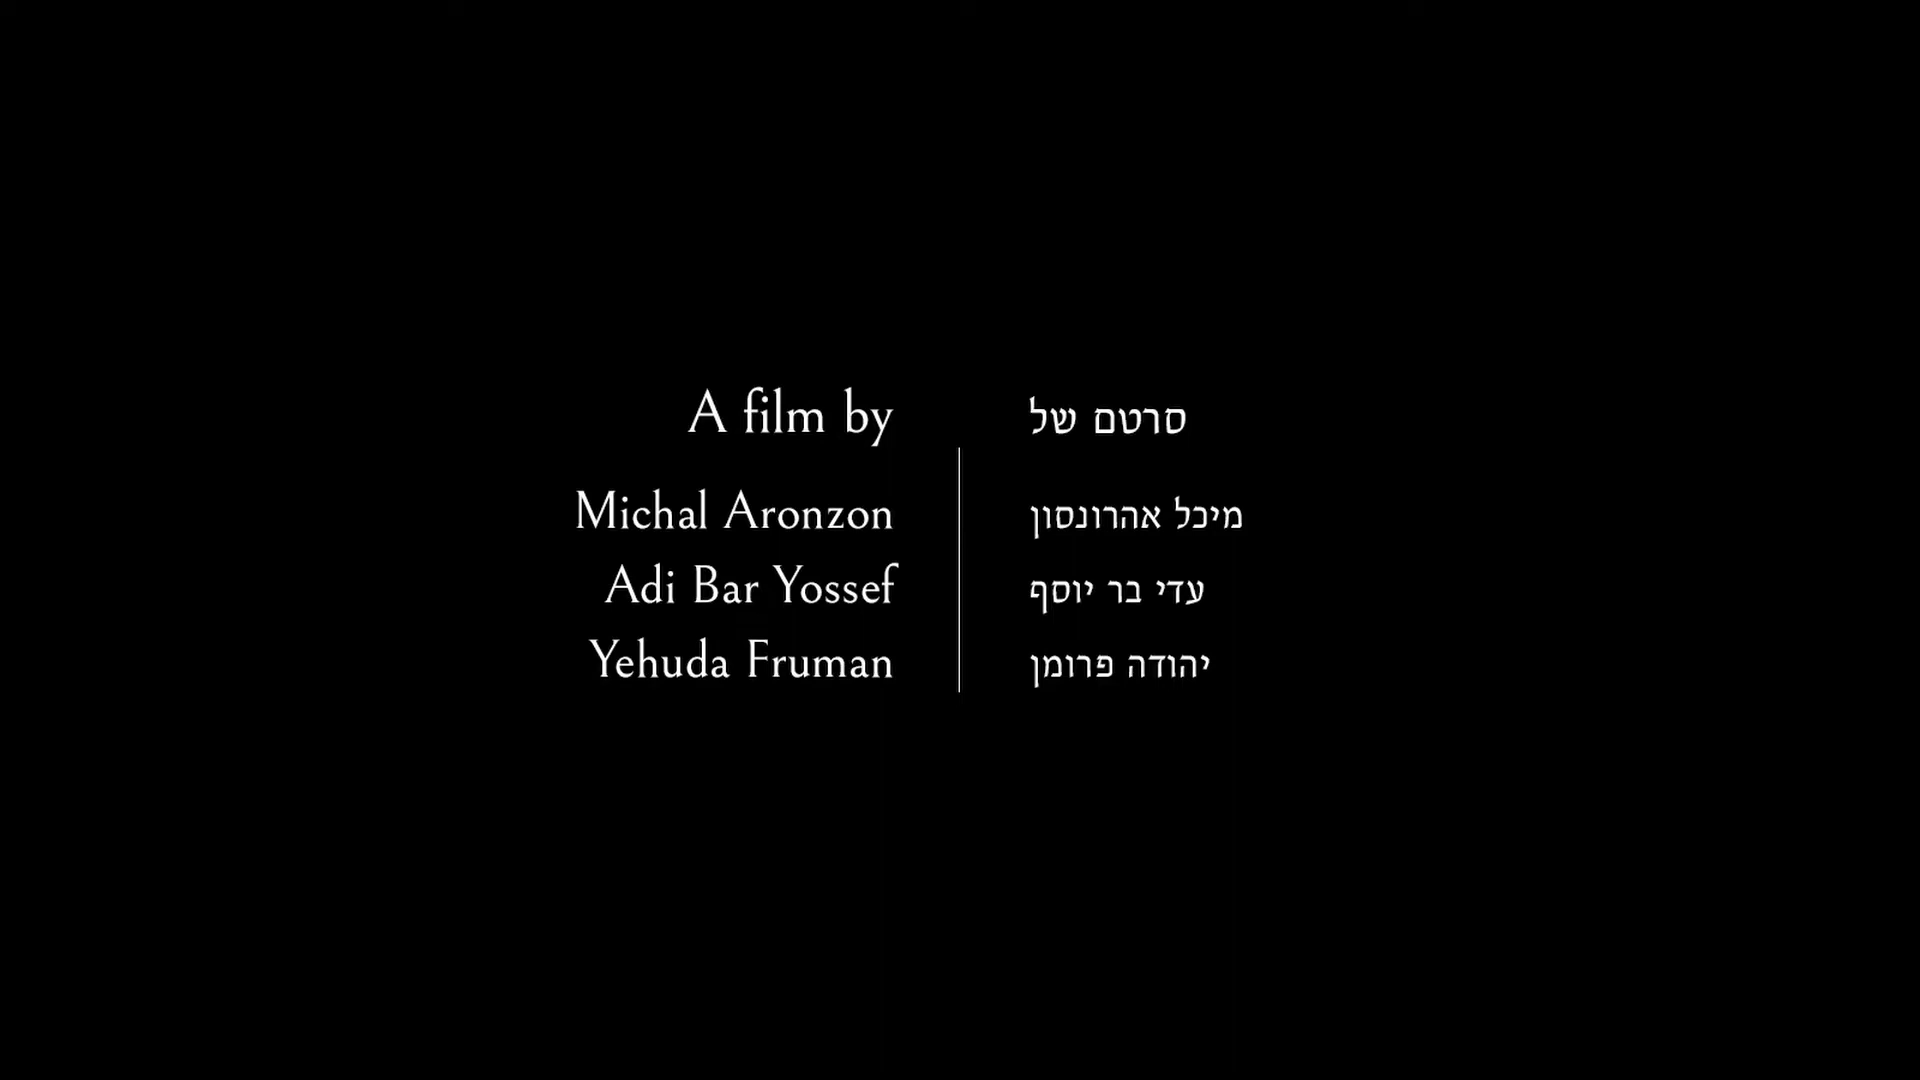 A film by
Michal Aronzon
Adi Bar Yossef
Yehuda Fruman
סרטם של
מיכל אהרונסון
עדי בר יוסף
יהודה פרומן